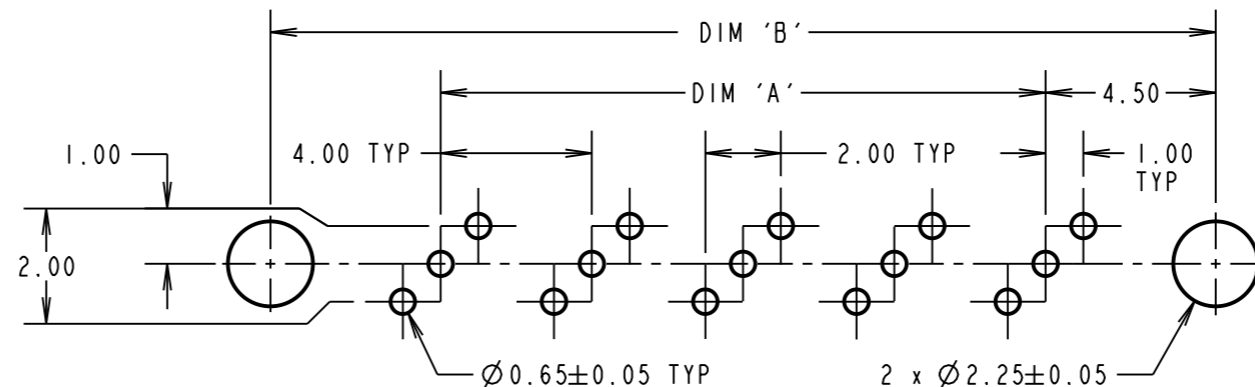 DIM 'B'
DIM 'A'
4.50
1.00
4.00 TYP
2.00 TYP
1.00
TYP
2.00
Ø0.65±0.05 TYP
2 x Ø2.25±0.05